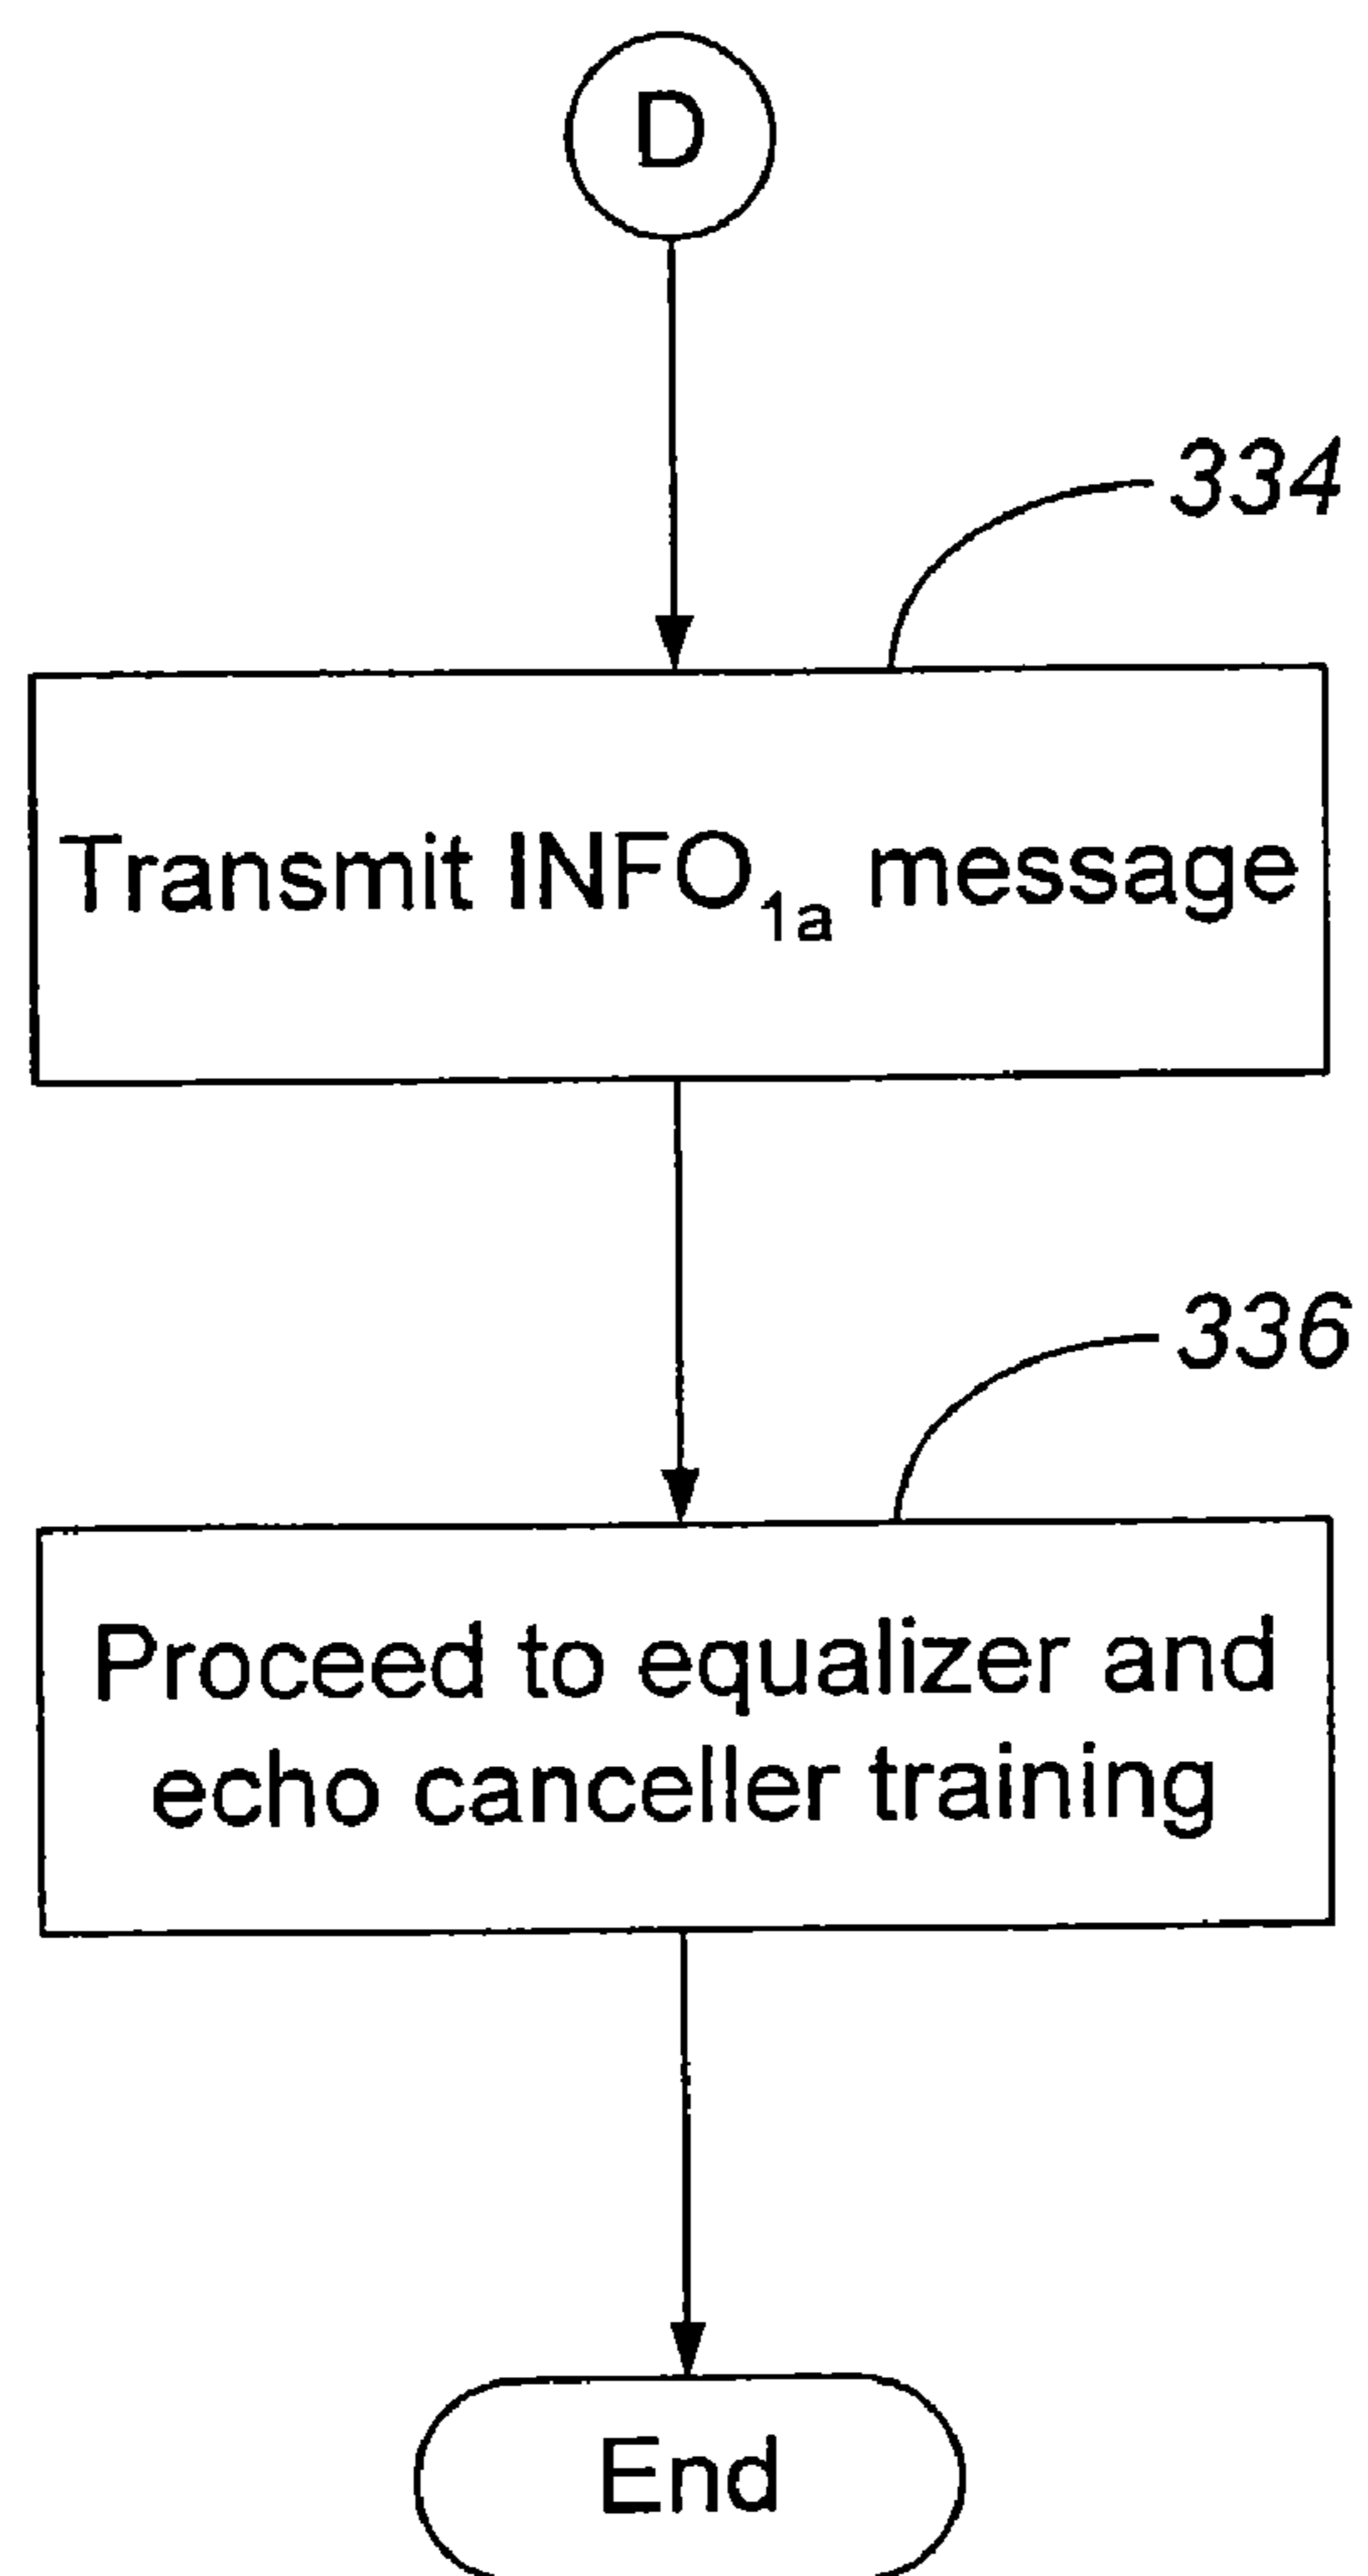 D
334
Transmit INFO₁ₐ message
336
Proceed to equalizer and
echo canceller training
End